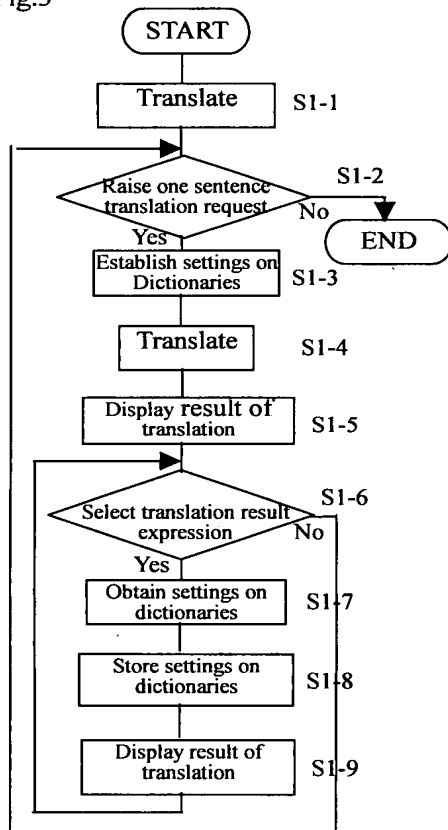 START
Translate
S1-1
Raise one sentence
translation request
S1-2
No
END
Yes
Establish settings on
Dictionaries
S1-3
Translate
S1-4
Display result of
translation
S1-5
Select translation result
expression
S1-6
No
Yes
Obtain settings on
dictionaries
S1-7
Store settings on
dictionaries
S1-8
Display result of
translation
S1-9